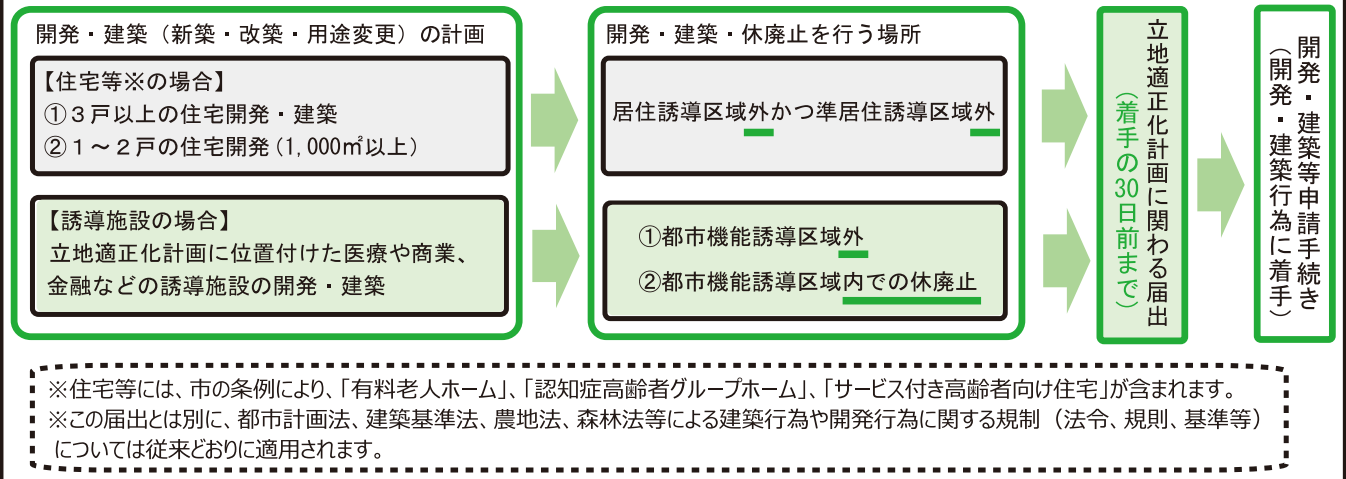 開発・建築（新築・改築・用途変更）の計画
【住宅等※の場合】
①３戸以上の住宅開発・建築
②１～２戸の住宅開発(1,000㎡以上)
【誘導施設の場合】
立地適正化計画に位置付けた医療や商業、
金融などの誘導施設の開発・建築
開発・建築・休廃止を行う場所
居住誘導区域外かつ準居住誘導区域外
①都市機能誘導区域外
②都市機能誘導区域内での休廃止
立地適正化計画に関わる届出
（着手の30日前まで）
開発・建築等申請手続き
（開発・建築行為に着手）
※住宅等には、市の条例により、「有料老人ホーム」、「認知症高齢者グループホーム」、「サービス付き高齢者向け住宅」が含まれます。
※この届出とは別に、都市計画法、建築基準法、農地法、森林法等による建築行為や開発行為に関する規制（法令、規則、基準等）
については従来どおりに適用されます。